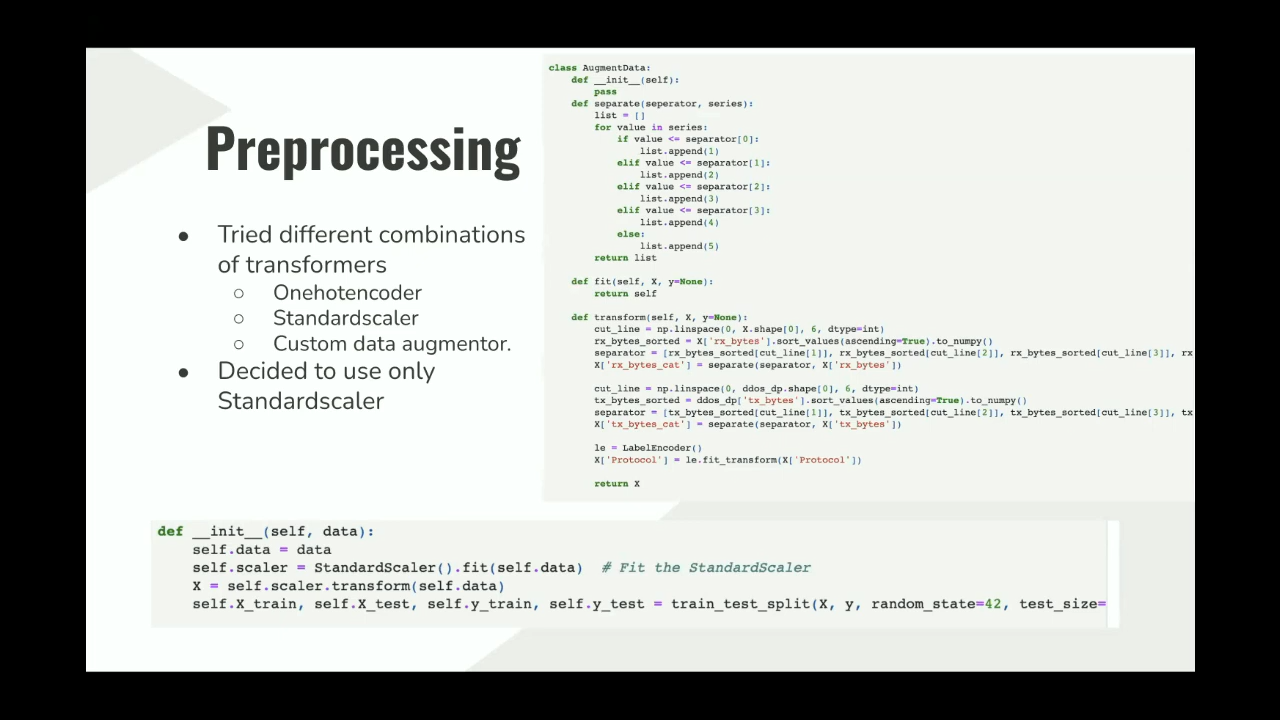 Preprocessing
● Tried different combinations
of transformers
○ Onehotencoder
○ Standardscaler
○ Custom data augmentor.
● Decided to use only
Standardscaler
class AugmentData:
    def __init__(self):
        pass
    def separate(seperator, series):
        list = []
        for value in series:
            if value <= separator[0]:
                list.append(1)
            elif value <= separator[1]:
                list.append(2)
            elif value <= separator[2]:
                list.append(3)
            elif value <= separator[3]:
                list.append(4)
            else:
                list.append(5)
        return list
    def fit(self, X, y=None):
        return self
    def transform(self, X, y=None):
        cut_line = np.linspace(0, X.shape[0], 6, dtype=int)
        rx_bytes_sorted = X['rx_bytes'].sort_values(ascending=True).to_numpy()
        separator = [rx_bytes_sorted[cut_line[1]], rx_bytes_sorted[cut_line[2]], rx_bytes_sorted[cut_line[3]], rx
        X['rx_bytes_cat'] = separate(separator, X['rx_bytes'])
        cut_line = np.linspace(0, ddos_dp.shape[0], 6, dtype=int)
        tx_bytes_sorted = ddos_dp['tx_bytes'].sort_values(ascending=True).to_numpy()
        separator = [tx_bytes_sorted[cut_line[1]], tx_bytes_sorted[cut_line[2]], tx_bytes_sorted[cut_line[3]], tx
        X['tx_bytes_cat'] = separate(separator, X['tx_bytes'])
        le = LabelEncoder()
        X['Protocol'] = le.fit_transform(X['Protocol'])
        return X
def __init__(self, data):
    self.data = data
    self.scaler = StandardScaler().fit(self.data)  # Fit the StandardScaler
    X = self.scaler.transform(self.data)
    self.X_train, self.X_test, self.y_train, self.y_test = train_test_split(X, y, random_state=42, test_size=